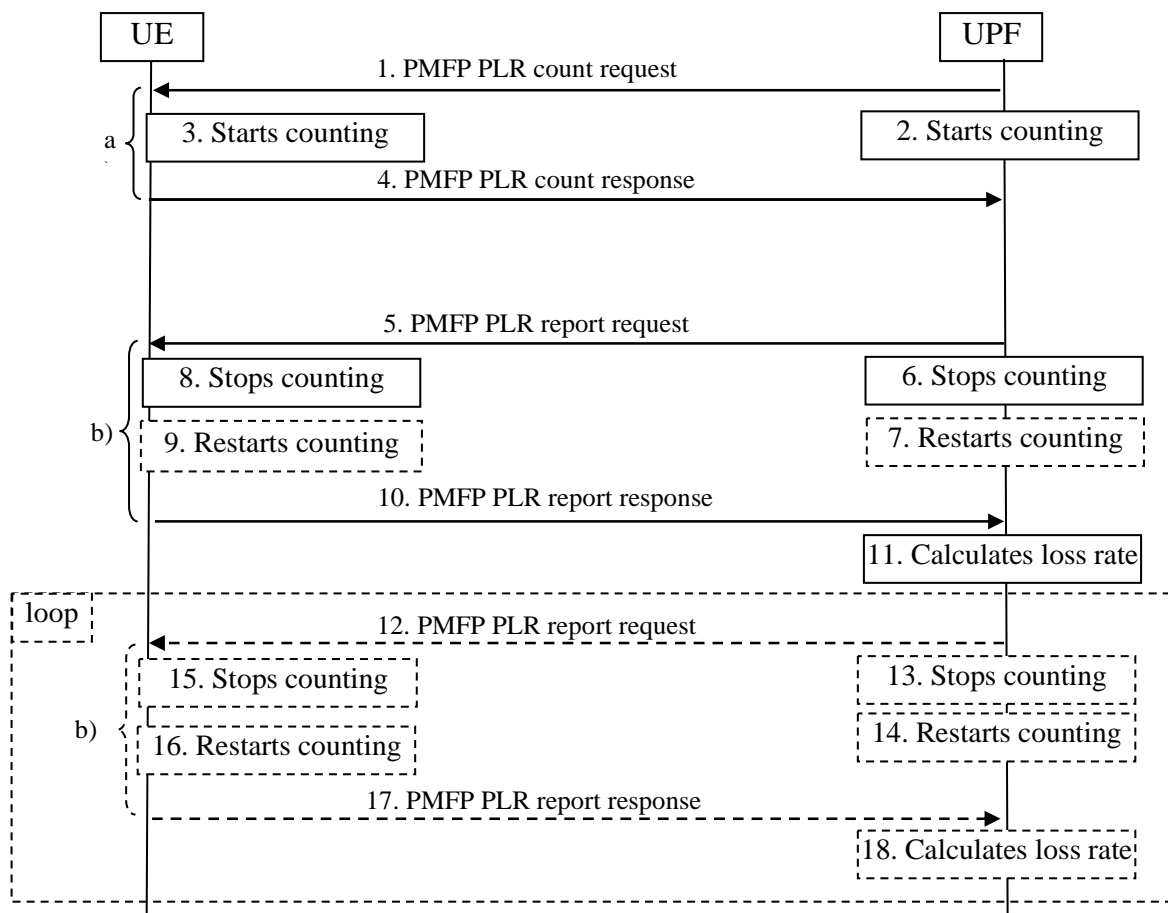 UE
UPF
1. PMFP PLR count request
a
3. Starts counting
2. Starts counting
4. PMFP PLR count response
5. PMFP PLR report request
8. Stops counting
6. Stops counting
b)
9. Restarts counting
7. Restarts counting
10. PMFP PLR report response
11. Calculates loss rate
loop
12. PMFP PLR report request
15. Stops counting
13. Stops counting
b)
16. Restarts counting
14. Restarts counting
17. PMFP PLR report response
18. Calculates loss rate